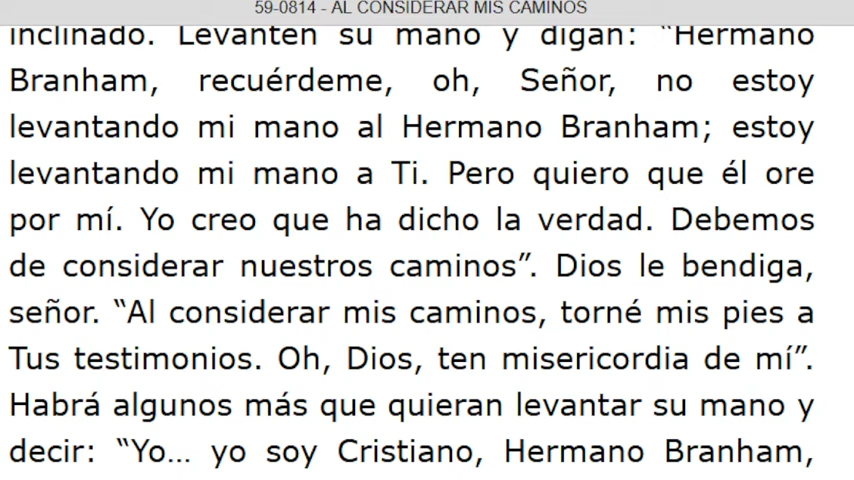 59-0814 - AL CONSIDERAR MIS CAMINOS
inclinado. Levanten su mano y digan: “Hermano
Branham, recuérdeme, oh, Señor, no estoy
levantando mi mano al Hermano Branham; estoy
levantando mi mano a Ti. Pero quiero que él ore
por mí. Yo creo que ha dicho la verdad. Debemos
de considerar nuestros caminos”. Dios le bendiga,
señor. “Al considerar mis caminos, torné mis pies a
Tus testimonios. Oh, Dios, ten misericordia de mí”.
Habrá algunos más que quieran levantar su mano y
decir: “Yo… yo soy Cristiano, Hermano Branham,